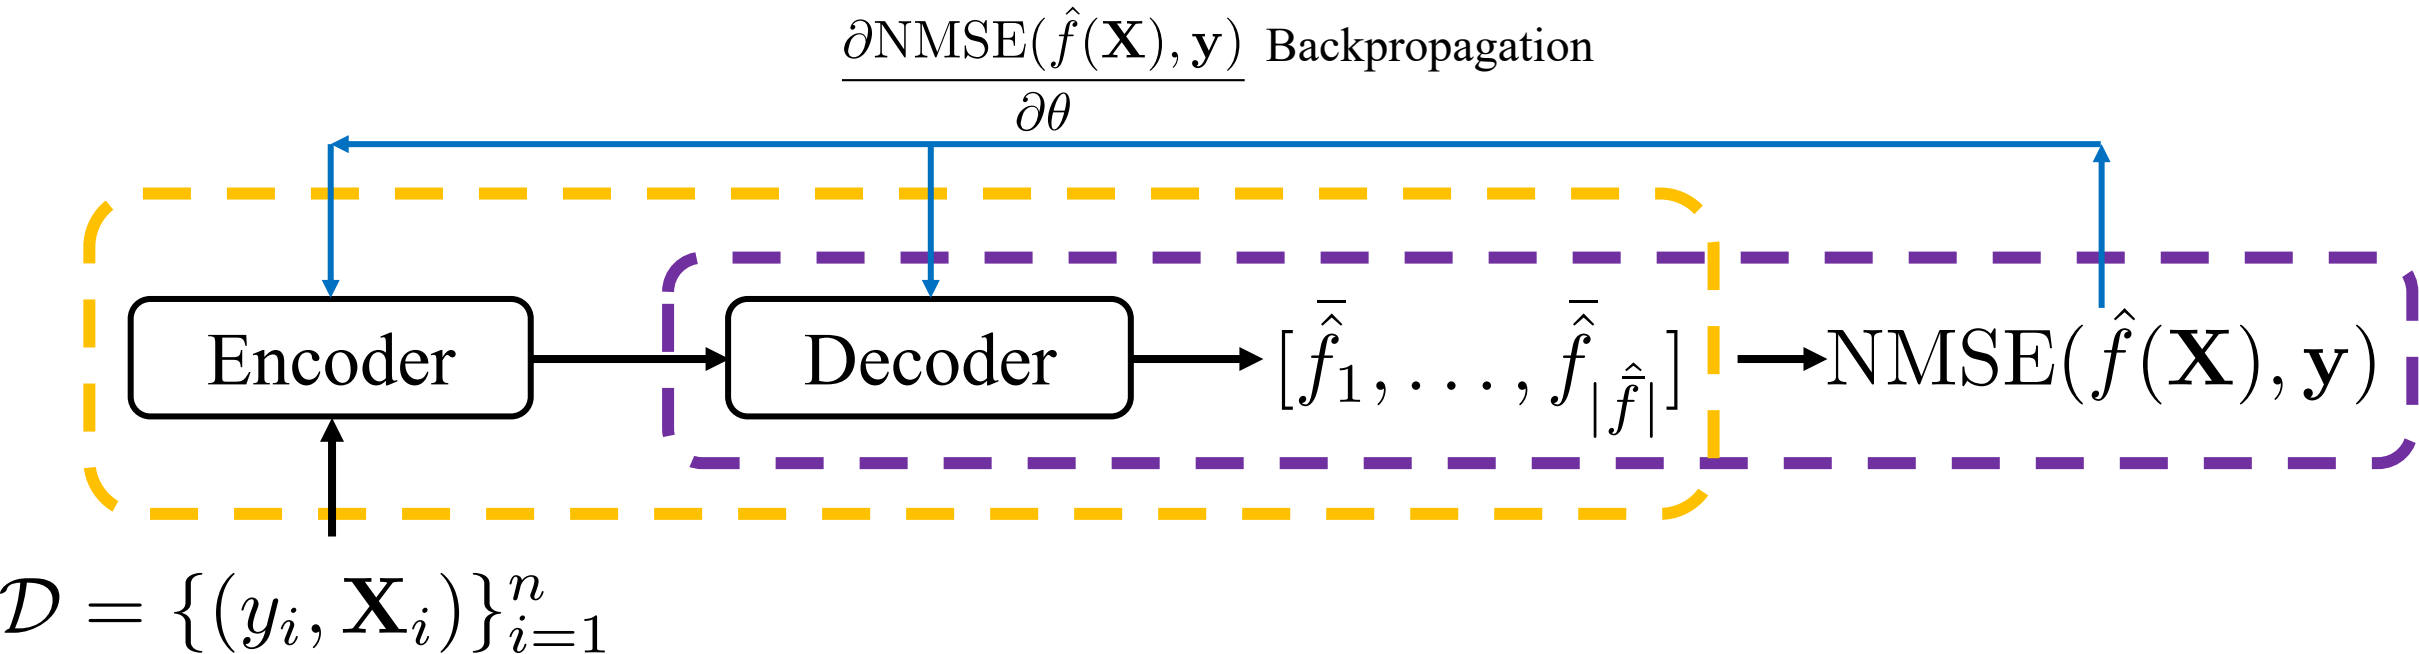 ∂NMSE(f̂(𝐗), 𝐲) Backpropagation
∂θ
Encoder
Decoder
[f̂̅₁, . . . , f̂̅_|f̂̅|]
NMSE(f̂(𝐗), 𝐲)
𝒟 = {(yᵢ, 𝐗ᵢ)}ⁿᵢ₌₁